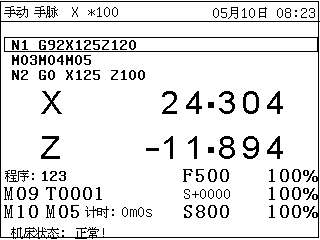 手动 手脉 X *100 05月10日 08:23
N1 G92X125Z120
M03M04M05
N2 G0 X125 Z100
X 24.304
Z -11.894
程序: 123 F500 100%
M09 T0001 S+0000 100%
M10 M05 计时: 0m0s S800 100%
机床状态: 正常!